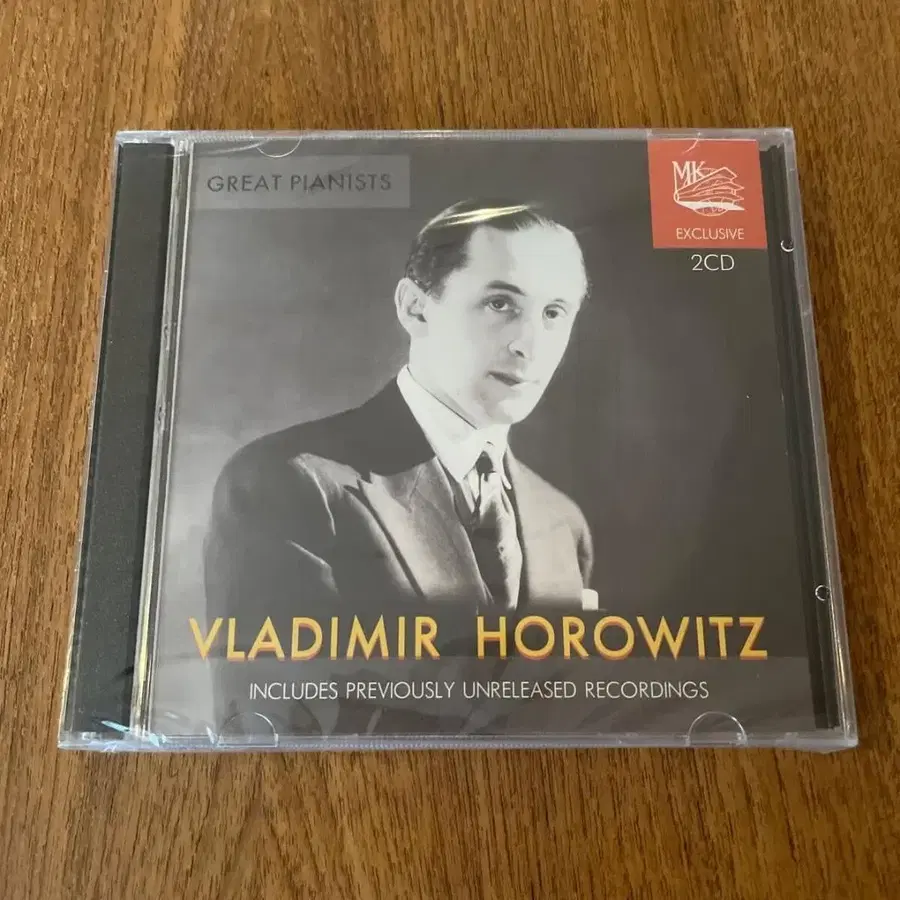 GREAT PIANISTS
MK
EXCLUSIVE
2CD
VLADIMIR HOROWITZ
INCLUDES PREVIOUSLY UNRELEASED RECORDINGS